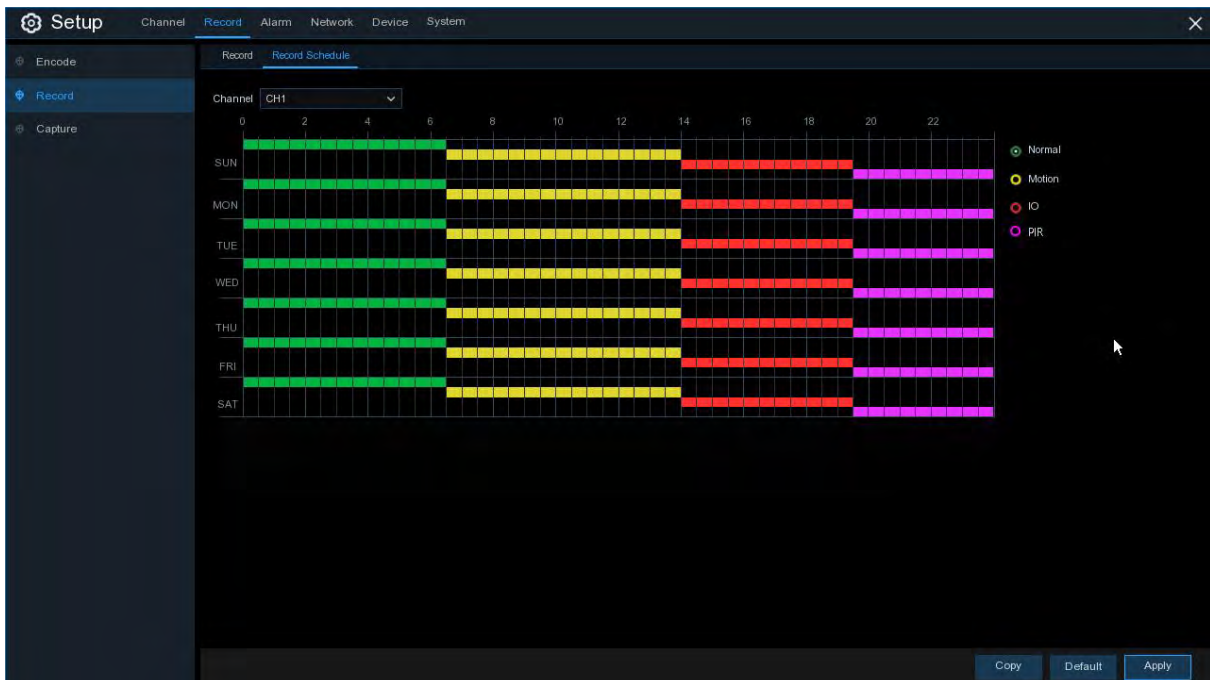 Setup Channel Record Alarm Network Device System
Encode
Record
Capture
Record Record Schedule
Channel CH1
0 2 4 6 8 10 12 14 16 18 20 22
SUN
MON
TUE
WED
THU
FRI
SAT
Normal
Motion
IO
PIR
Copy Default Apply